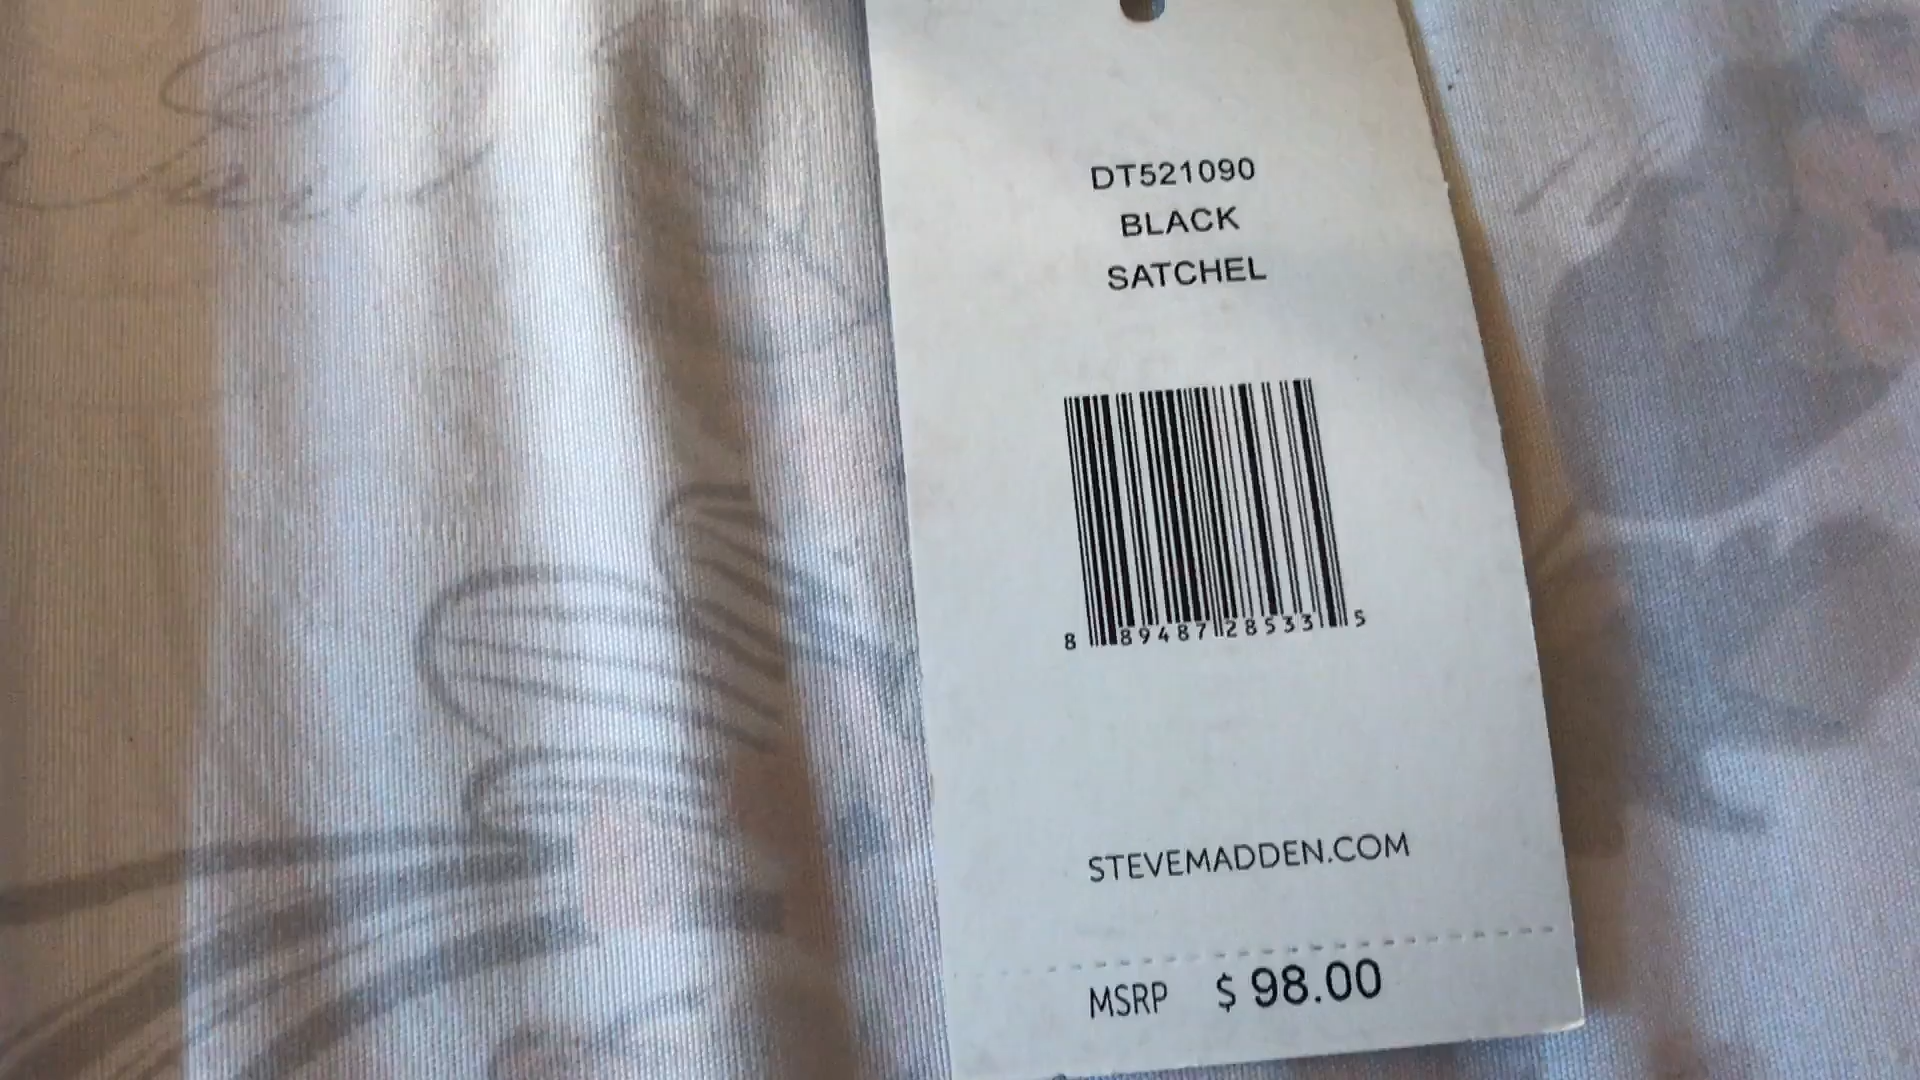 DT521090
BLACK
SATCHEL
8 89487 28533 5
STEVEMADDEN.COM
MSRP $ 98.00